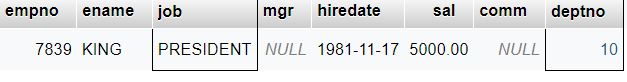 empno ename job mgr hiredate sal comm deptno
7839 KING PRESIDENT NULL 1981-11-17 5000.00 NULL 10